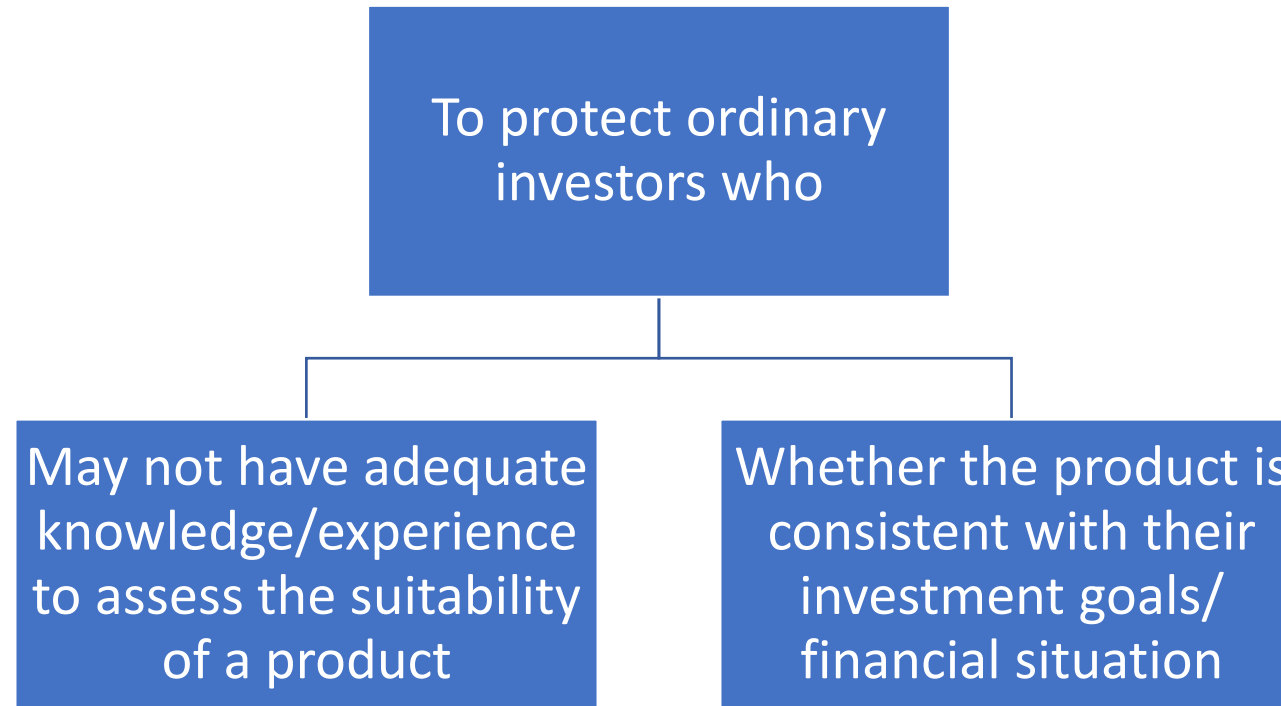 To protect ordinary
investors who
May not have adequate
knowledge/experience
to assess the suitability
of a product
Whether the product is
consistent with their
investment goals/
financial situation